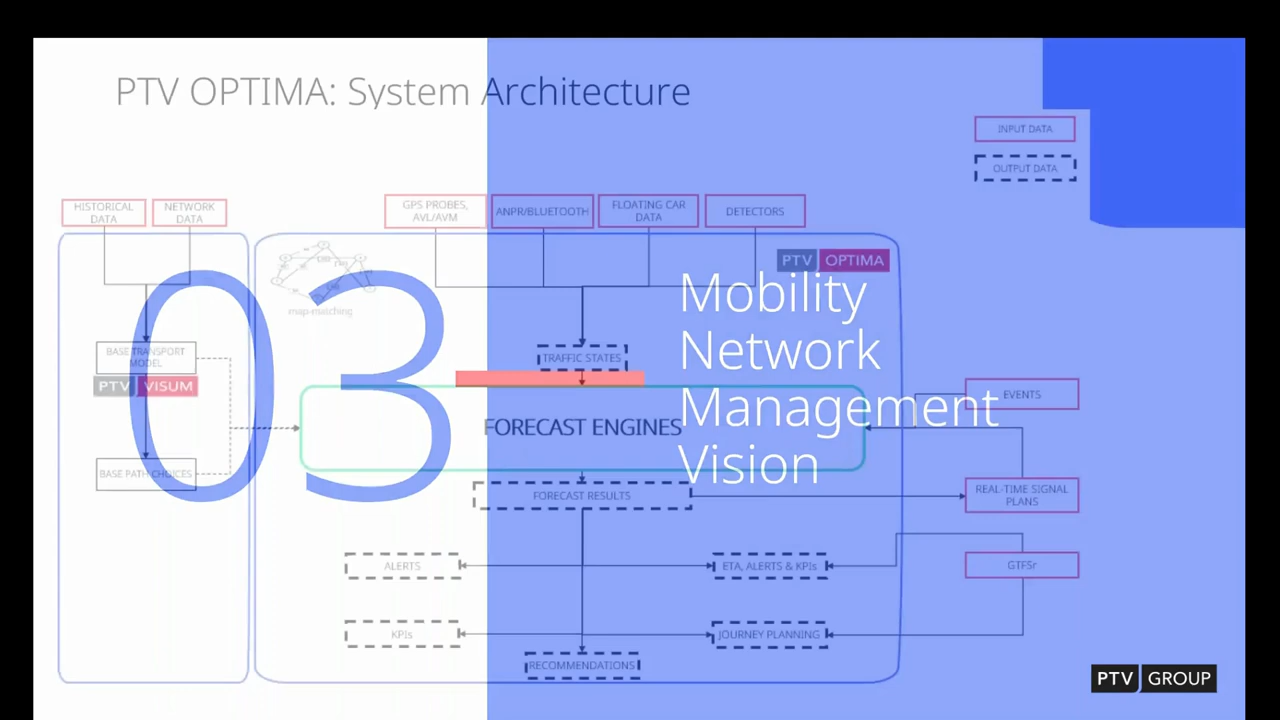 PTV OPTIMA: System Architecture
INPUT DATA
OUTPUT DATA
HISTORICAL
DATA
NETWORK
DATA
GPS PROBES,
AVL/AVM
ANPR/BLUETOOTH
FLOATING CAR
DATA
DETECTORS
PTV OPTIMA
map-matching
03
Mobility
Network
Management
Vision
BASE TRANSPORT
MODEL
PTV VISUM
BASE PATH CHOICES
TRAFFIC STATES
FORECAST ENGINES
FORECAST RESULTS
EVENTS
REAL-TIME SIGNAL
PLANS
GTFSr
ALERTS
ETA, ALERTS & KPIs
KPIs
JOURNEY PLANNING
RECOMMENDATIONS
PTV GROUP